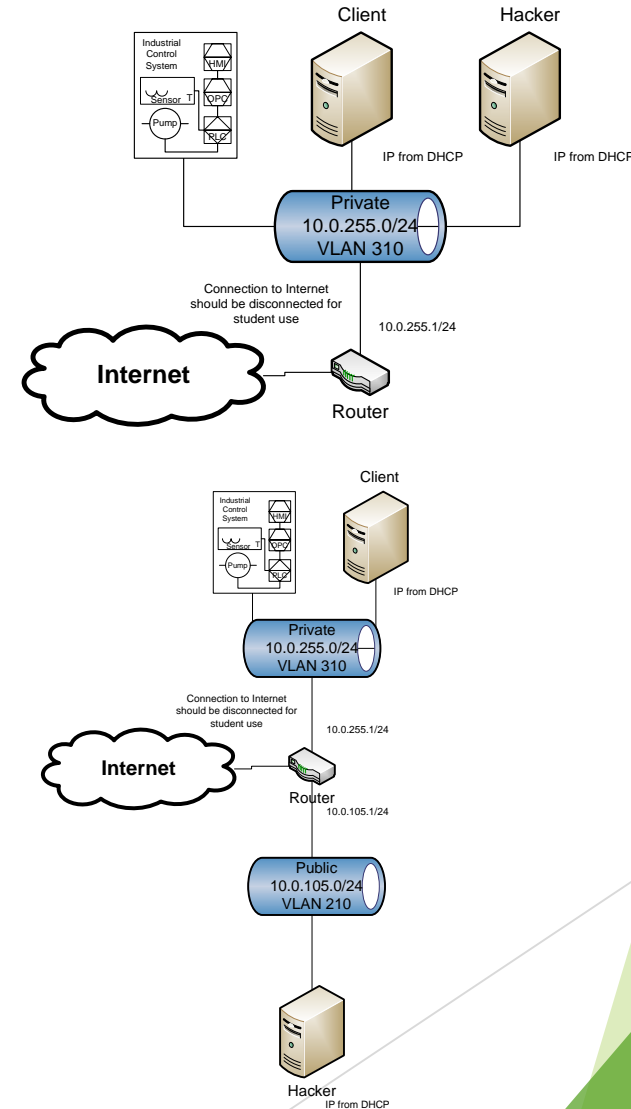 Client
Hacker
Industrial
Control
System
HMI
Sensor
T
OPC
Pump
PLC
IP from DHCP
IP from DHCP
Private
10.0.255.0/24
VLAN 310
Connection to Internet
should be disconnected for
student use
10.0.255.1/24
Internet
Router
Client
Industrial
Control
System
HMI
Sensor
T
OPC
Pump
PLC
IP from DHCP
Private
10.0.255.0/24
VLAN 310
Connection to Internet
should be disconnected for
student use
10.0.255.1/24
Internet
Router
10.0.105.1/24
Public
10.0.105.0/24
VLAN 210
Hacker
IP from DHCP